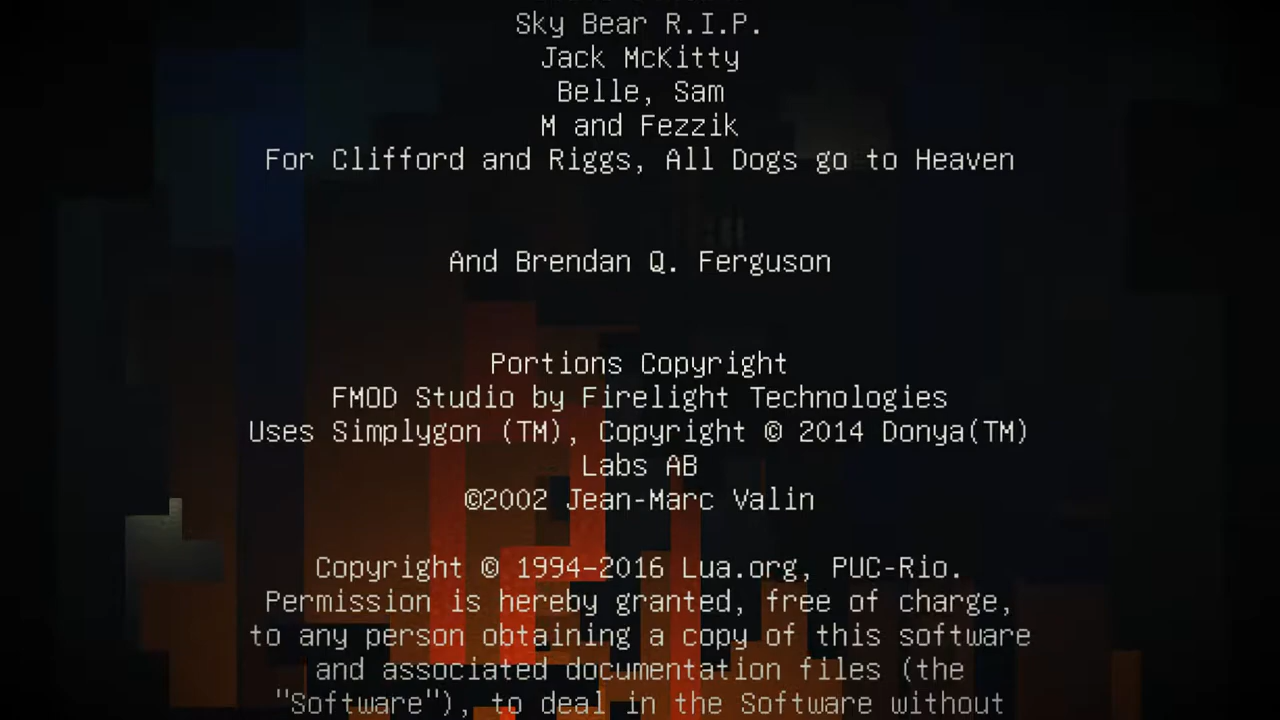 Sky Bear R.I.P.
Jack McKitty
Belle, Sam
M and Fezzik
For Clifford and Riggs, All Dogs go to Heaven
And Brendan Q. Ferguson
Portions Copyright
FMOD Studio by Firelight Technologies
Uses Simplygon (TM), Copyright © 2014 Donya(TM)
Labs AB
©2002 Jean-Marc Valin
Copyright © 1994–2016 Lua.org, PUC-Rio.
Permission is hereby granted, free of charge,
to any person obtaining a copy of this software
and associated documentation files (the
"Software"), to deal in the Software without